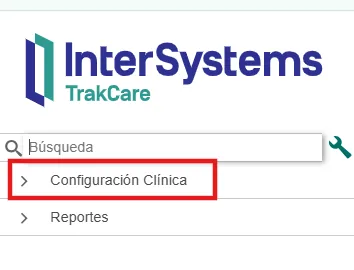 InterSystems
TrakCare
Búsqueda
Configuración Clínica
Reportes